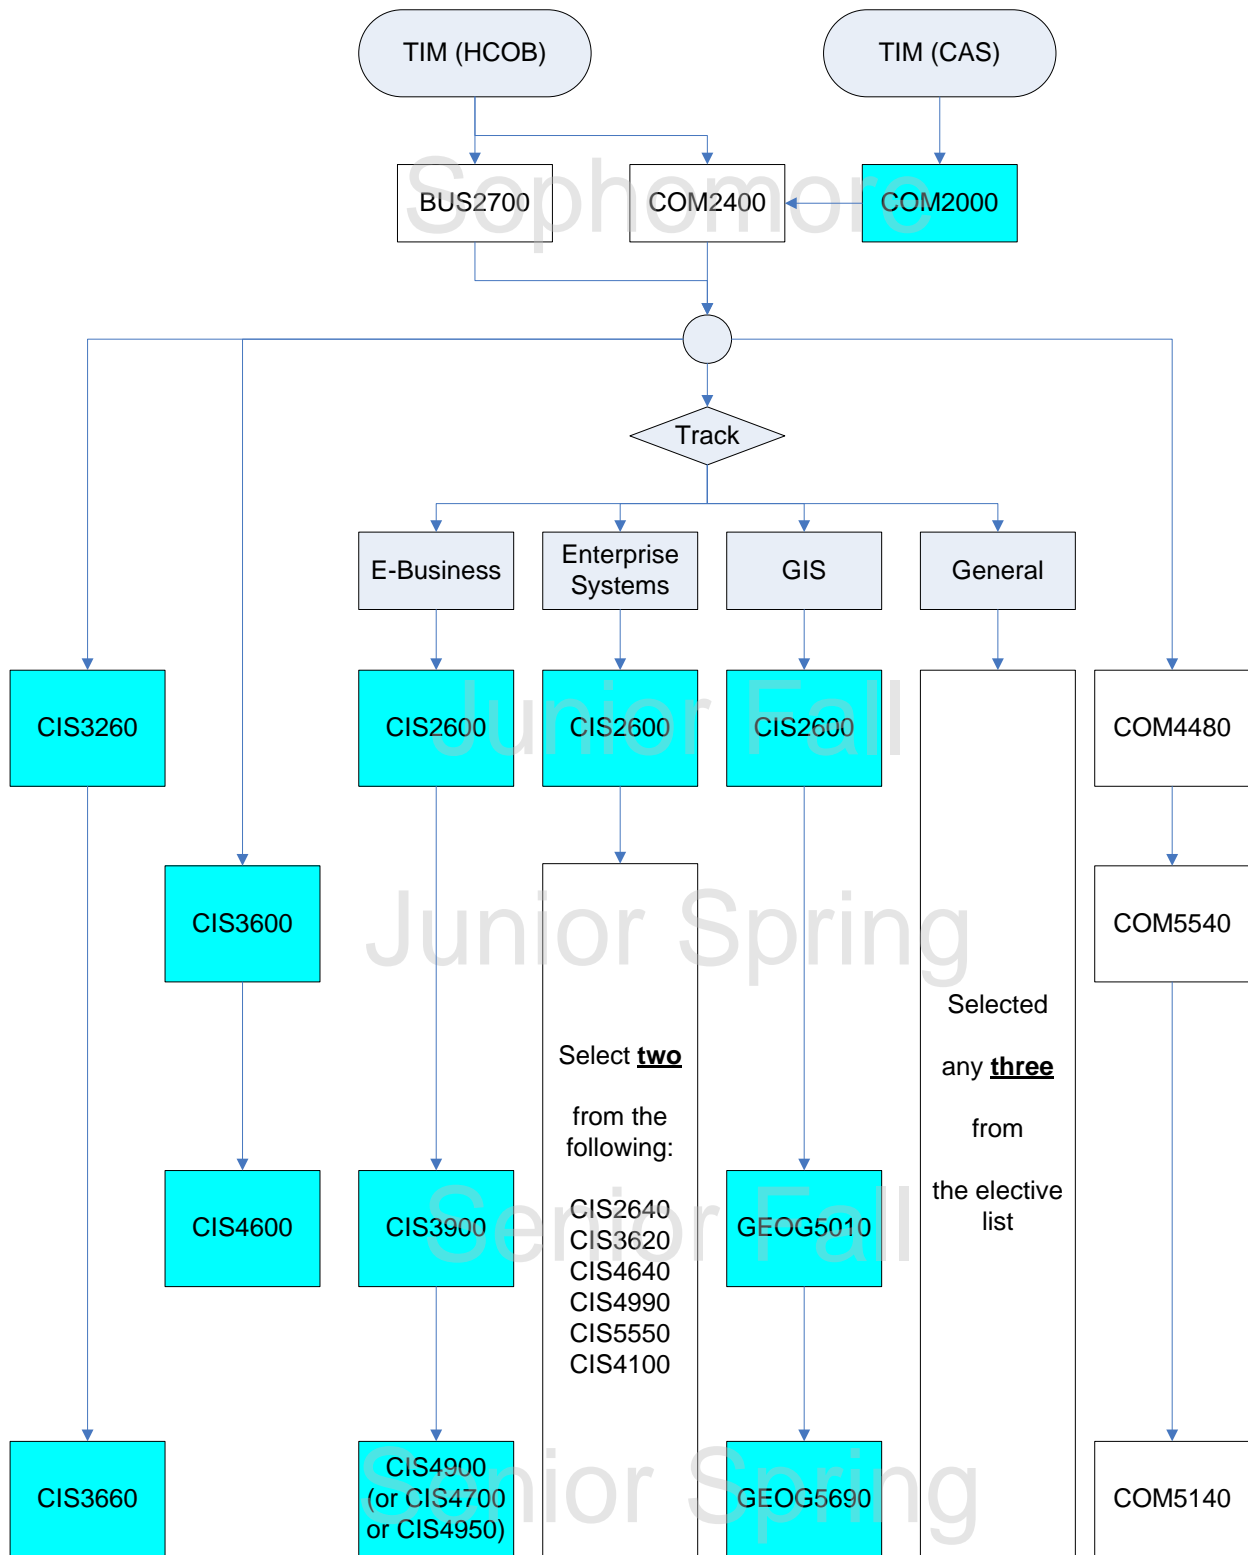 TIM (HCOB)
TIM (CAS)
Sophomore
BUS2700
COM2400
COM2000
Track
E-Business
Enterprise
Systems
GIS
General
Junior Fall
CIS3260
CIS2600
CIS2600
CIS2600
COM4480
Junior Spring
CIS3600
COM5540
Select two
from the
following:
CIS2640
CIS3620
CIS4640
CIS4990
CIS5550
CIS4100
Selected
any three
from
the elective
list
Senior Fall
CIS4600
CIS3900
GEOG5010
Senior Spring
CIS3660
CIS4900
(or CIS4700
or CIS4950)
GEOG5690
COM5140